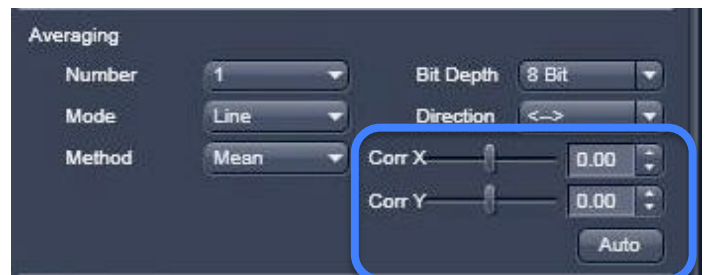 Averaging
Number 1 Bit Depth 8 Bit
Mode Line Direction <-->
Method Mean Corr X 0.00
Corr Y 0.00
Auto